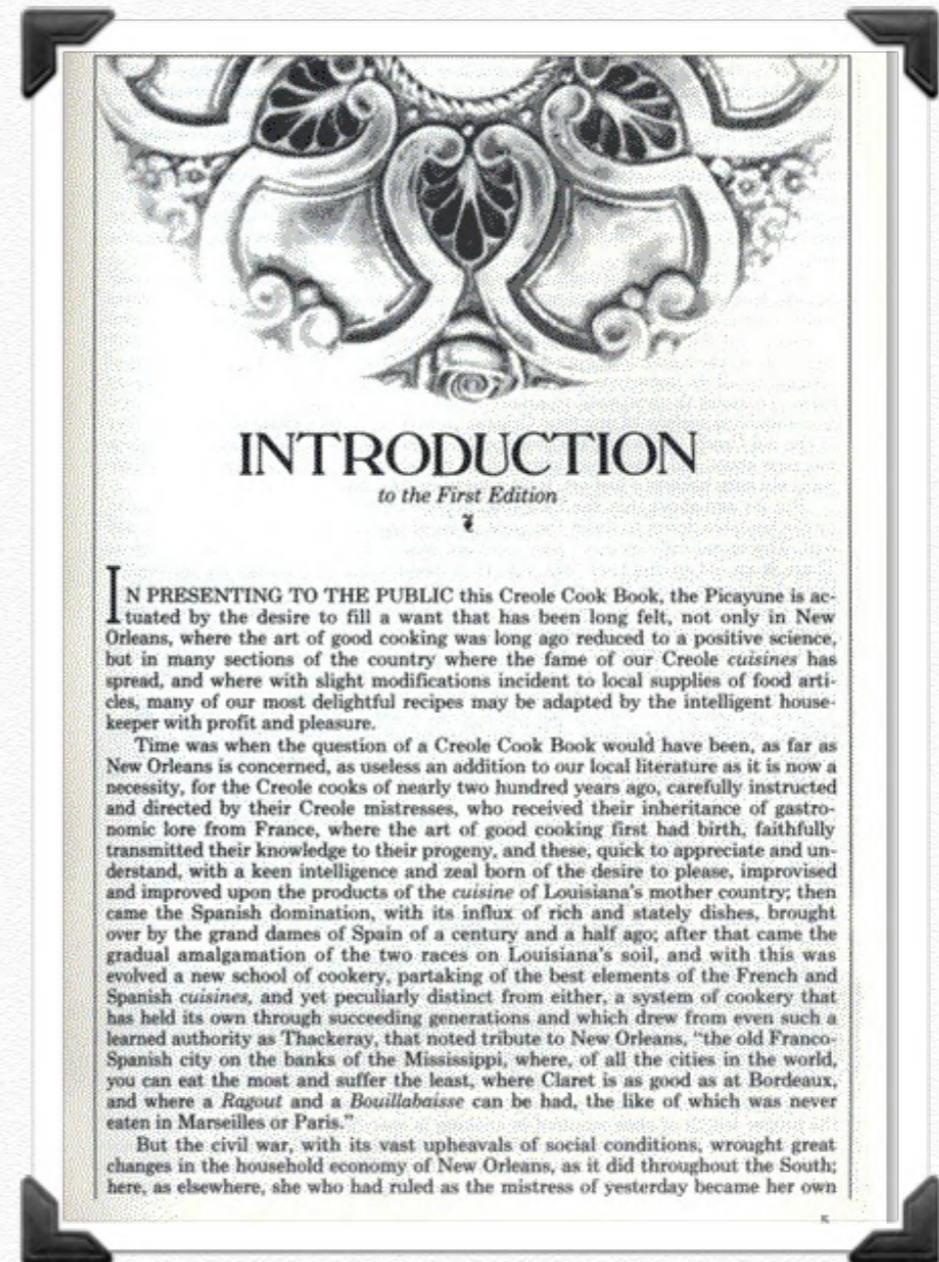 INTRODUCTION
to the First Edition
IN PRESENTING TO THE PUBLIC this Creole Cook Book, the Picayune is ac-
tuated by the desire to fill a want that has been long felt, not only in New
Orleans, where the art of good cooking was long ago reduced to a positive science,
but in many sections of the country where the fame of our Creole cuisines has
spread, and where with slight modifications incident to local supplies of food arti-
cles, many of our most delightful recipes may be adapted by the intelligent house-
keeper with profit and pleasure.
Time was when the question of a Creole Cook Book would have been, as far as
New Orleans is concerned, as useless an addition to our local literature as it is now a
necessity, for the Creole cooks of nearly two hundred years ago, carefully instructed
and directed by their Creole mistresses, who received their inheritance of gastro-
nomic lore from France, where the art of good cooking first had birth, faithfully
transmitted their knowledge to their progeny, and these, quick to appreciate and un-
derstand, with a keen intelligence and zeal born of the desire to please, improvised
and improved upon the products of the cuisine of Louisiana's mother country; then
came the Spanish domination, with its influx of rich and stately dishes, brought
over by the grand dames of Spain of a century and a half ago; after that came the
gradual amalgamation of the two races on Louisiana's soil, and with this was
evolved a new school of cookery, partaking of the best elements of the French and
Spanish cuisines, and yet peculiarly distinct from either, a system of cookery that
has held its own through succeeding generations and which drew from even such a
learned authority as Thackeray, that noted tribute to New Orleans, "the old Franco-
Spanish city on the banks of the Mississippi, where, of all the cities in the world,
you can eat the most and suffer the least, where Claret is as good as at Bordeaux,
and where a Ragout and a Bouillabaisse can be had, the like of which was never
eaten in Marseilles or Paris."
But the civil war, with its vast upheavals of social conditions, wrought great
changes in the household economy of New Orleans, as it did throughout the South;
here, as elsewhere, she who had ruled as the mistress of yesterday became her own